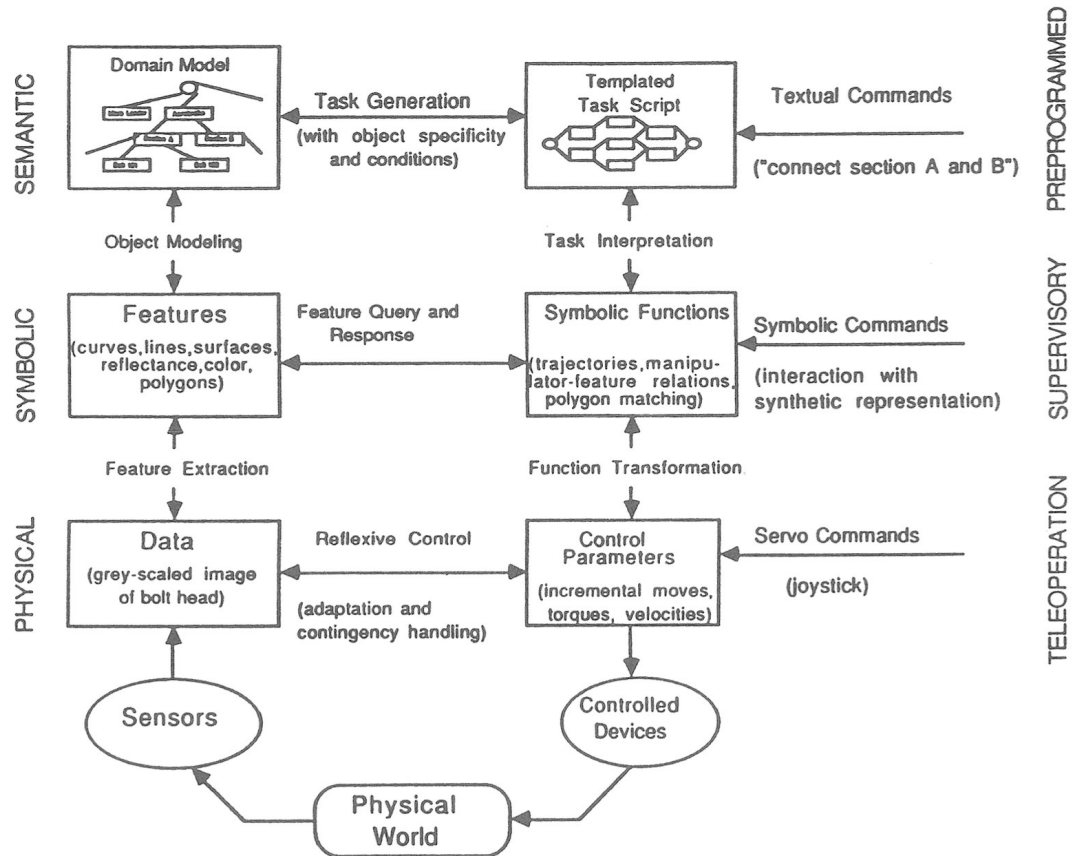 SEMANTIC
Domain Model
Section A
Section B
Task Generation
(with object specificity
and conditions)
Templated
Task Script
Textual Commands
("connect section A and B")
PREPROGRAMMED
Object Modeling
Task Interpretation
SYMBOLIC
Features
(curves,lines,surfaces,
reflectance,color,
polygons)
Feature Query and
Response
Symbolic Functions
(trajectories,manipu-
lator-feature relations,
polygon matching)
Symbolic Commands
(interaction with
synthetic representation)
SUPERVISORY
Feature Extraction
Function Transformation
PHYSICAL
Data
(grey-scaled image
of bolt head)
Reflexive Control
(adaptation and
contingency handling)
Control
Parameters
(incremental moves,
torques, velocities)
Servo Commands
(joystick)
TELEOPERATION
Sensors
Controlled
Devices
Physical
World